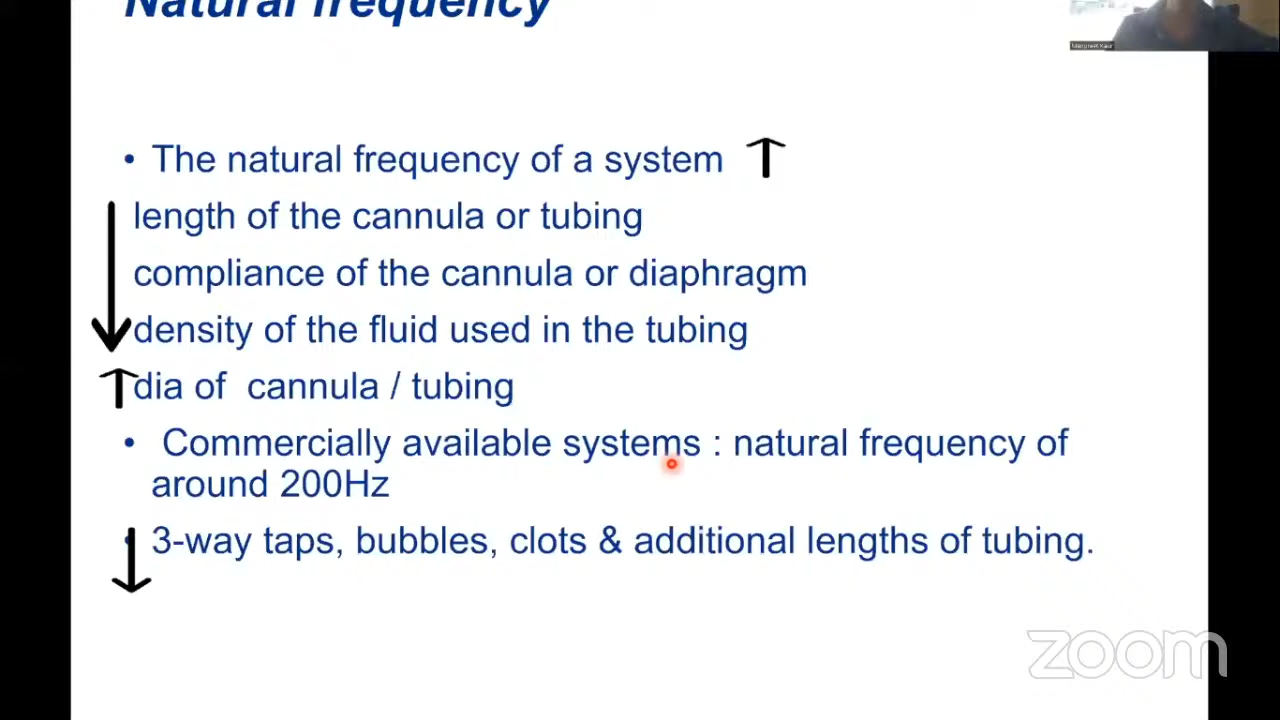 Natural frequency
Manpreet Kaur
• The natural frequency of a system ↑
length of the cannula or tubing
compliance of the cannula or diaphragm
density of the fluid used in the tubing
↑ dia of cannula / tubing
• Commercially available systems : natural frequency of
around 200Hz
• 3-way taps, bubbles, clots & additional lengths of tubing.
zoom